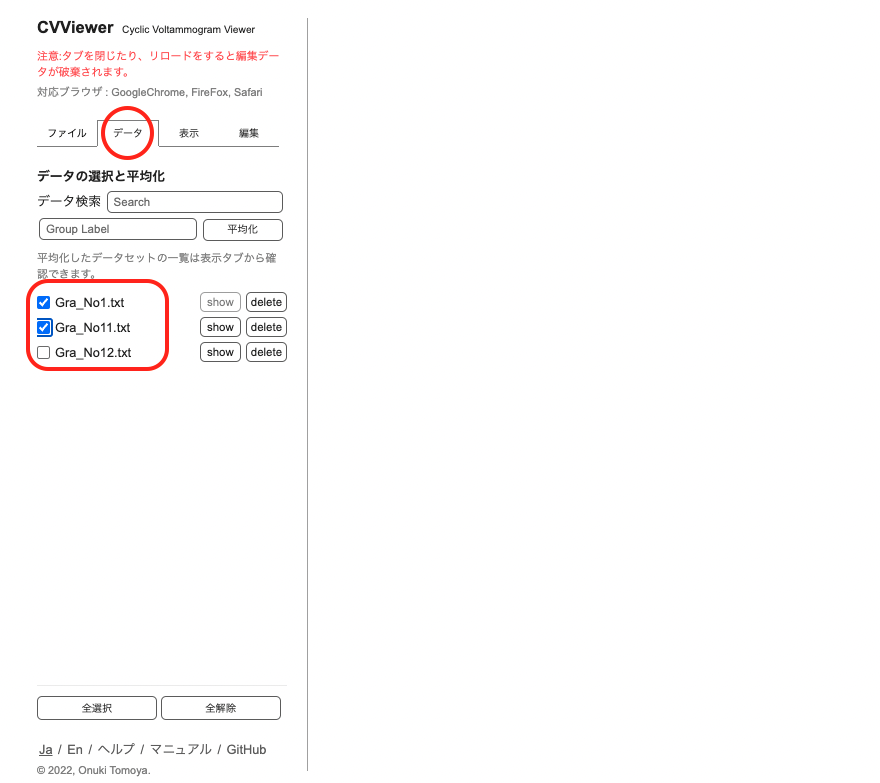 CVViewer Cyclic Voltammogram Viewer
注意:タブを閉じたり、リロードをすると編集デー
タが破棄されます。
対応ブラウザ : GoogleChrome, FireFox, Safari
ファイル データ 表示 編集
データの選択と平均化
データ検索 Search
Group Label 平均化
平均化したデータセットの一覧は表示タブから確
認できます。
Gra_No1.txt show delete
Gra_No11.txt show delete
Gra_No12.txt show delete
全選択 全解除
Ja / En / ヘルプ / マニュアル / GitHub
© 2022, Onuki Tomoya.